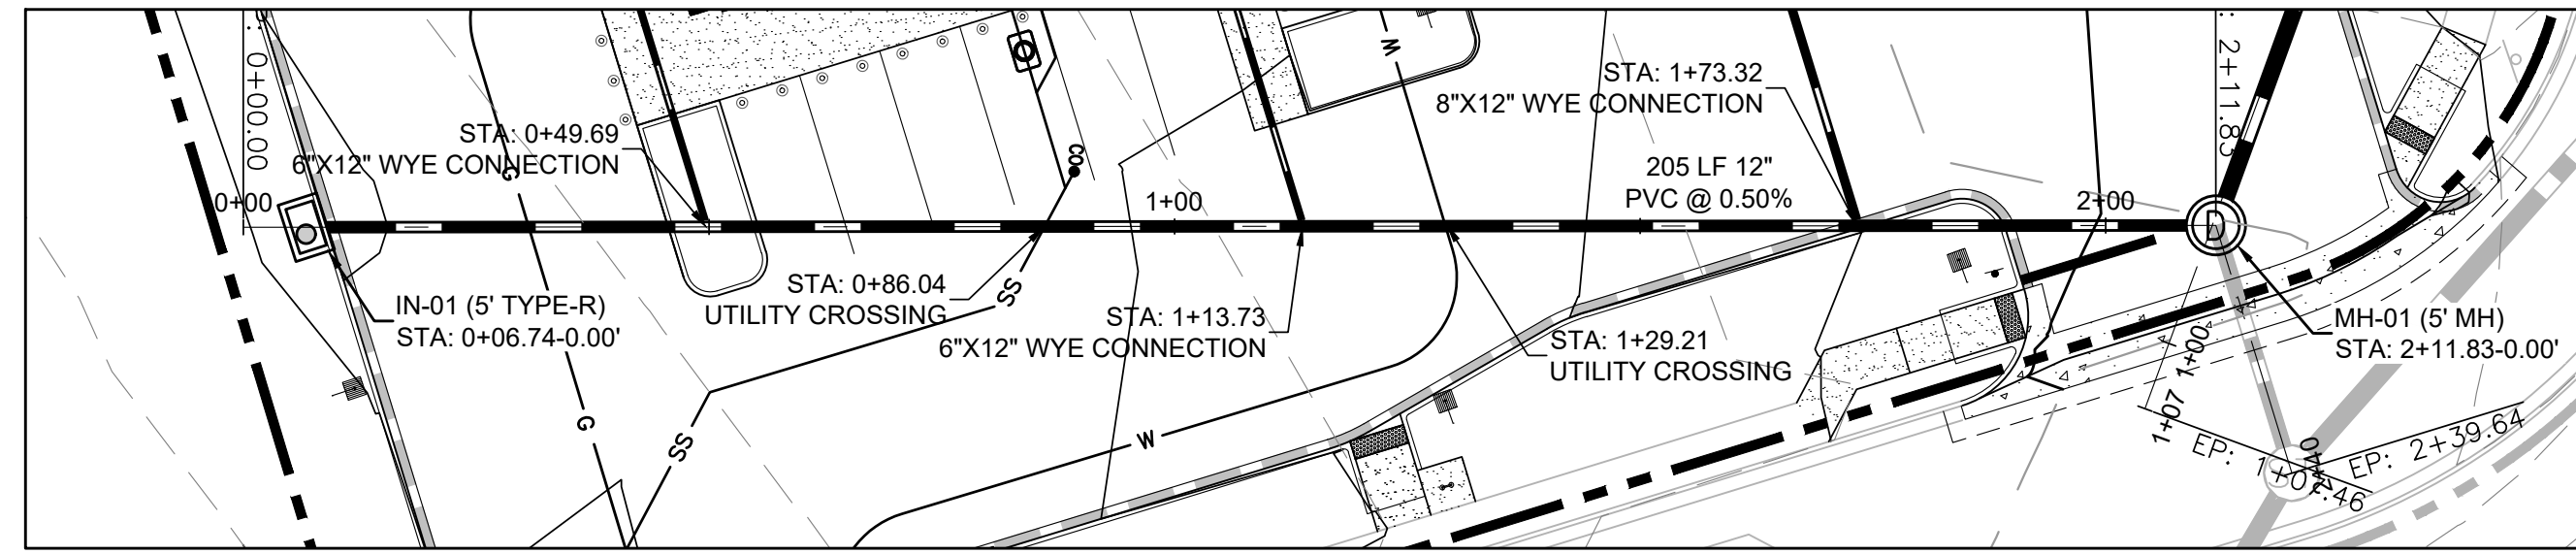 0+00.00
0+00
STA: 0+49.69
6"X12" WYE CONNECTION
G
IN-01 (5' TYPE-R)
STA: 0+06.74-0.00'
G
SS
SS
CO
STA: 0+86.04
UTILITY CROSSING
1+00
STA: 1+13.73
6"X12" WYE CONNECTION
W
W
STA: 1+29.21
UTILITY CROSSING
STA: 1+73.32
8"X12" WYE CONNECTION
205 LF 12"
PVC @ 0.50%
2+00
: 2+11.83
D
MH-01 (5' MH)
STA: 2+11.83-0.00'
1+00
1+07
EP: 1+07.46
EP: 2+39.64